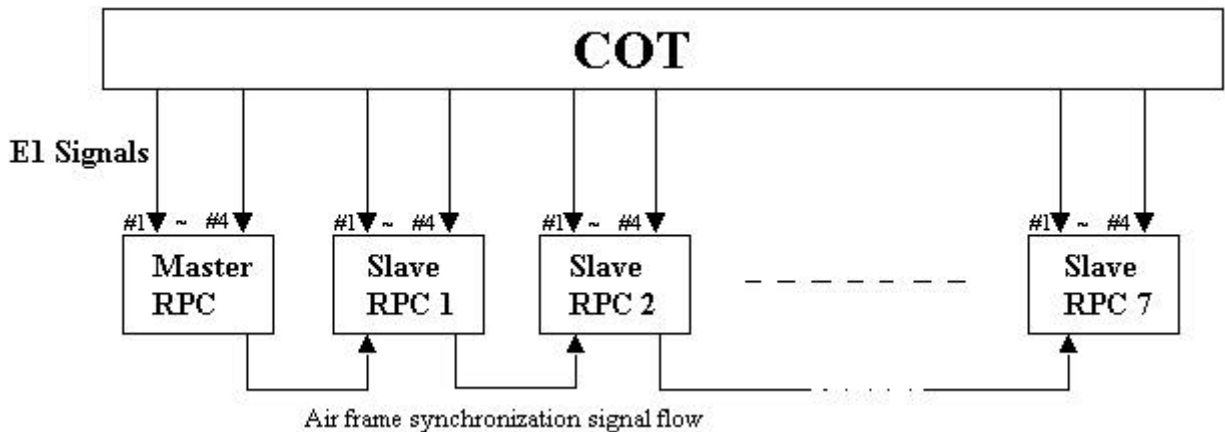 COT
E1 Signals
#1 ~ #4
#1 ~ #4
#1 ~ #4
#1 ~ #4
Master
RPC
Slave
RPC 1
Slave
RPC 2
Slave
RPC 7
Air frame synchronization signal flow